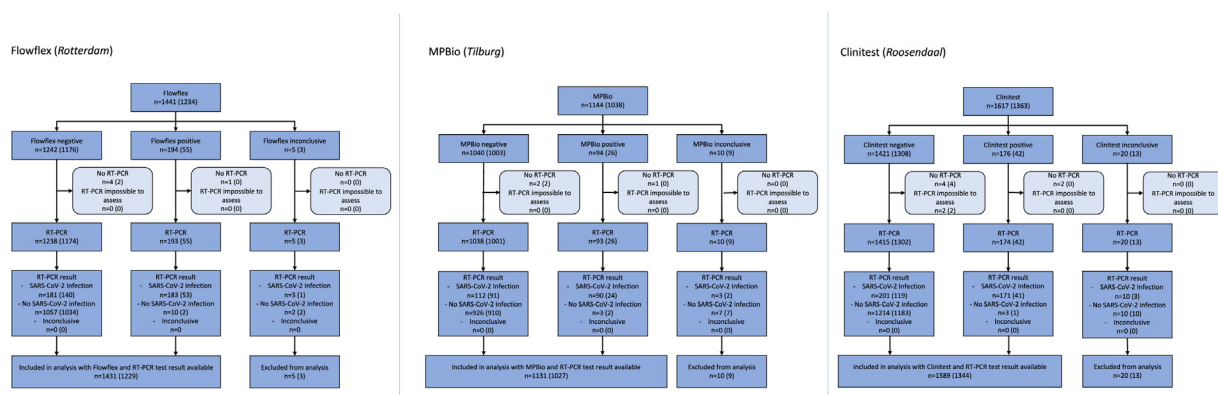 Flowflex (Rotterdam)
Flowflex
n=1441 (1234)
Flowflex negative
n=1242 (1176)
Flowflex positive
n=194 (55)
Flowflex inconclusive
n=5 (3)
No RT-PCR
n=4 (2)
RT-PCR impossible to
assess
n=0 (0)
No RT-PCR
n=1 (0)
RT-PCR impossible to
assess
n=0 (0)
No RT-PCR
n=0 (0)
RT-PCR impossible to
assess
n=0 (0)
RT-PCR
n=1238 (1174)
RT-PCR
n=193 (55)
RT-PCR
n=5 (3)
RT-PCR result
- SARS-CoV-2 infection
n=181 (140)
- No SARS-CoV-2 infection
n=1057 (1034)
- Inconclusive
n=0 (0)
RT-PCR result
- SARS-CoV-2 infection
n=183 (53)
- No SARS-CoV-2 infection
n=10 (2)
- Inconclusive
n=0
RT-PCR result
- SARS-CoV-2 infection
n=3 (1)
- No SARS-CoV-2 infection
n=2 (2)
- Inconclusive
n=0
Included in analysis with Flowflex and RT-PCR test result available
n=1431 (1229)
Excluded from analysis
n=5 (3)
MPBio (Tilburg)
MPBio
n=1144 (1038)
MPBio negative
n=1040 (1003)
MPBio positive
n=94 (26)
MPBio inconclusive
n=10 (9)
No RT-PCR
n=2 (2)
RT-PCR impossible to
assess
n=0 (0)
No RT-PCR
n=1 (0)
RT-PCR impossible to
assess
n=0 (0)
No RT-PCR
n=0 (0)
RT-PCR impossible to
assess
n=0 (0)
RT-PCR
n=1038 (1001)
RT-PCR
n=93 (26)
RT-PCR
n=10 (9)
RT-PCR result
- SARS-CoV-2 infection
n=112 (91)
- No SARS-CoV-2 infection
n=926 (910)
- Inconclusive
n=0 (0)
RT-PCR result
- SARS-CoV-2 infection
n=90 (24)
- No SARS-CoV-2 infection
n=3 (2)
- Inconclusive
n=0 (0)
RT-PCR result
- SARS-CoV-2 infection
n=3 (2)
- No SARS-CoV-2 infection
n=7 (7)
- Inconclusive
n=0 (0)
Included in analysis with MPBio and RT-PCR test result available
n=1131 (1027)
Excluded from analysis
n=10 (9)
Clinitest (Roosendaal)
Clinitest
n=1617 (1363)
Clinitest negative
n=1421 (1308)
Clinitest positive
n=176 (42)
Clinitest inconclusive
n=20 (13)
No RT-PCR
n=4 (4)
RT-PCR impossible to
assess
n=2 (2)
No RT-PCR
n=2 (0)
RT-PCR impossible to
assess
n=0 (0)
No RT-PCR
n=0 (0)
RT-PCR impossible to
assess
n=0 (0)
RT-PCR
n=1415 (1302)
RT-PCR
n=174 (42)
RT-PCR
n=20 (13)
RT-PCR result
- SARS-CoV-2 infection
n=201 (119)
- No SARS-CoV-2 infection
n=1214 (1183)
- Inconclusive
n=0 (0)
RT-PCR result
- SARS-CoV-2 infection
n=171 (41)
- No SARS-CoV-2 infection
n=3 (1)
- Inconclusive
n=0 (0)
RT-PCR result
- SARS-CoV-2 infection
n=10 (3)
- No SARS-CoV-2 infection
n=10 (10)
- Inconclusive
n=0 (0)
Included in analysis with Clinitest and RT-PCR test result available
n=1589 (1344)
Excluded from analysis
n=20 (13)